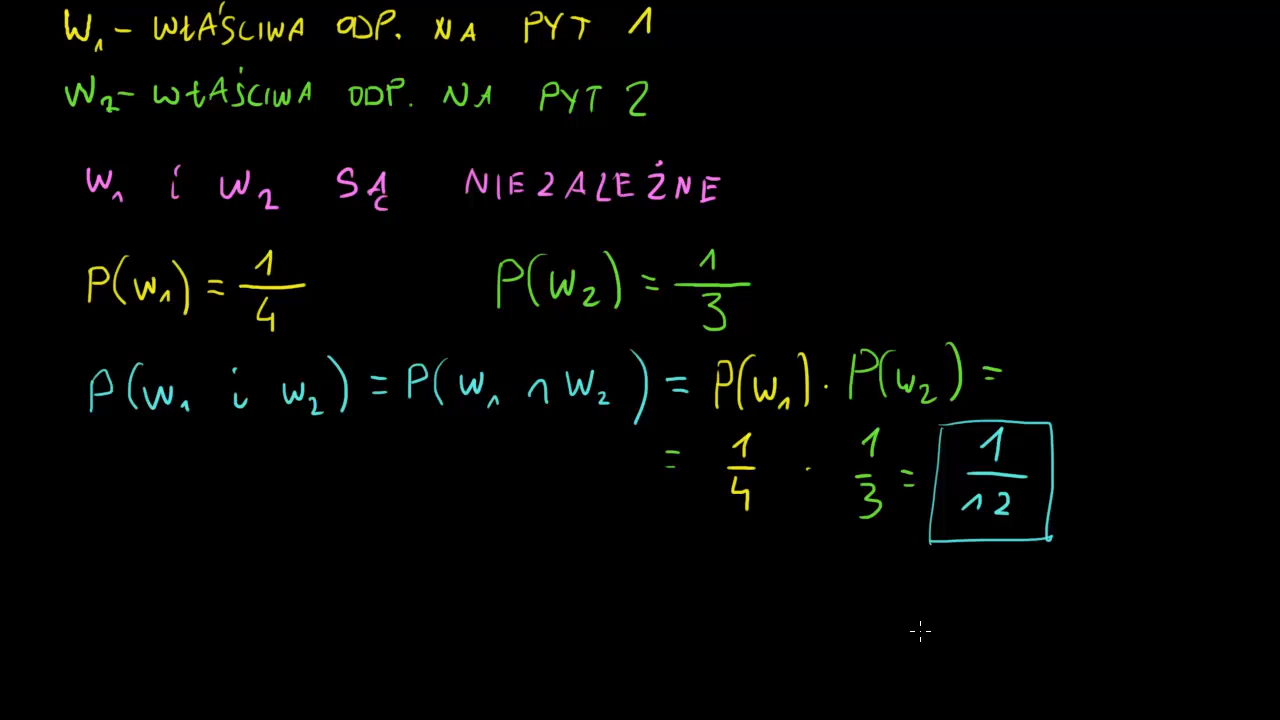 W₁ - WŁAŚCIWA ODP. NA PYT 1
W₂ - WŁAŚCIWA ODP. NA PYT 2
W₁ i W₂ SĄ NIEZALEŻNE
P(W₁) = 1/4 P(W₂) = 1/3
P(W₁ i W₂) = P(W₁ ∩ W₂) = P(W₁) · P(W₂) =
= 1/4 · 1/3 = 1/12